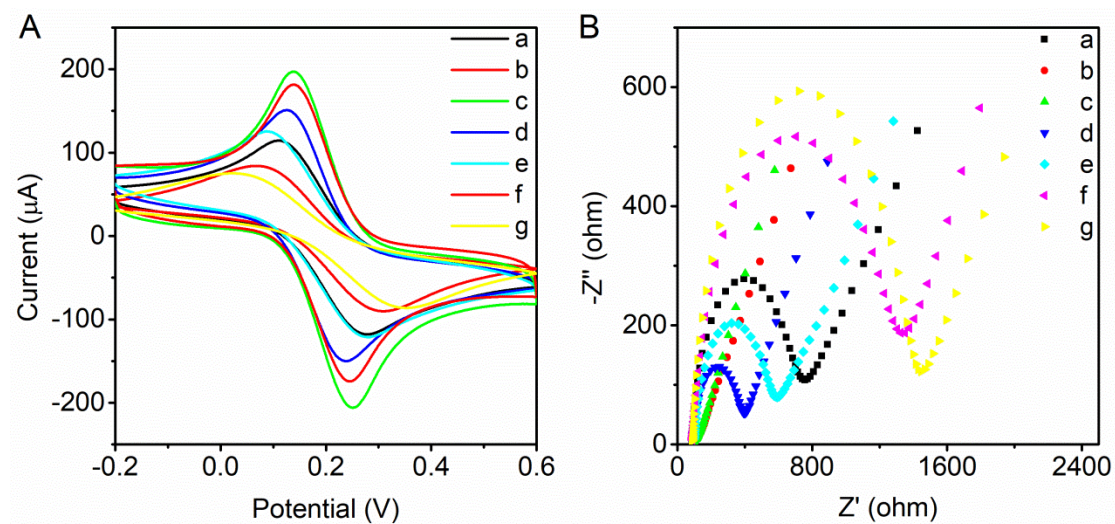 A
a
b
c
d
e
f
g
200
100
0
-100
-200
-0.2
0.0
0.2
0.4
0.6
Current (μA)
Potential (V)
B
a
b
c
d
e
f
g
600
400
200
0
0
800
1600
2400
-Z'' (ohm)
Z' (ohm)